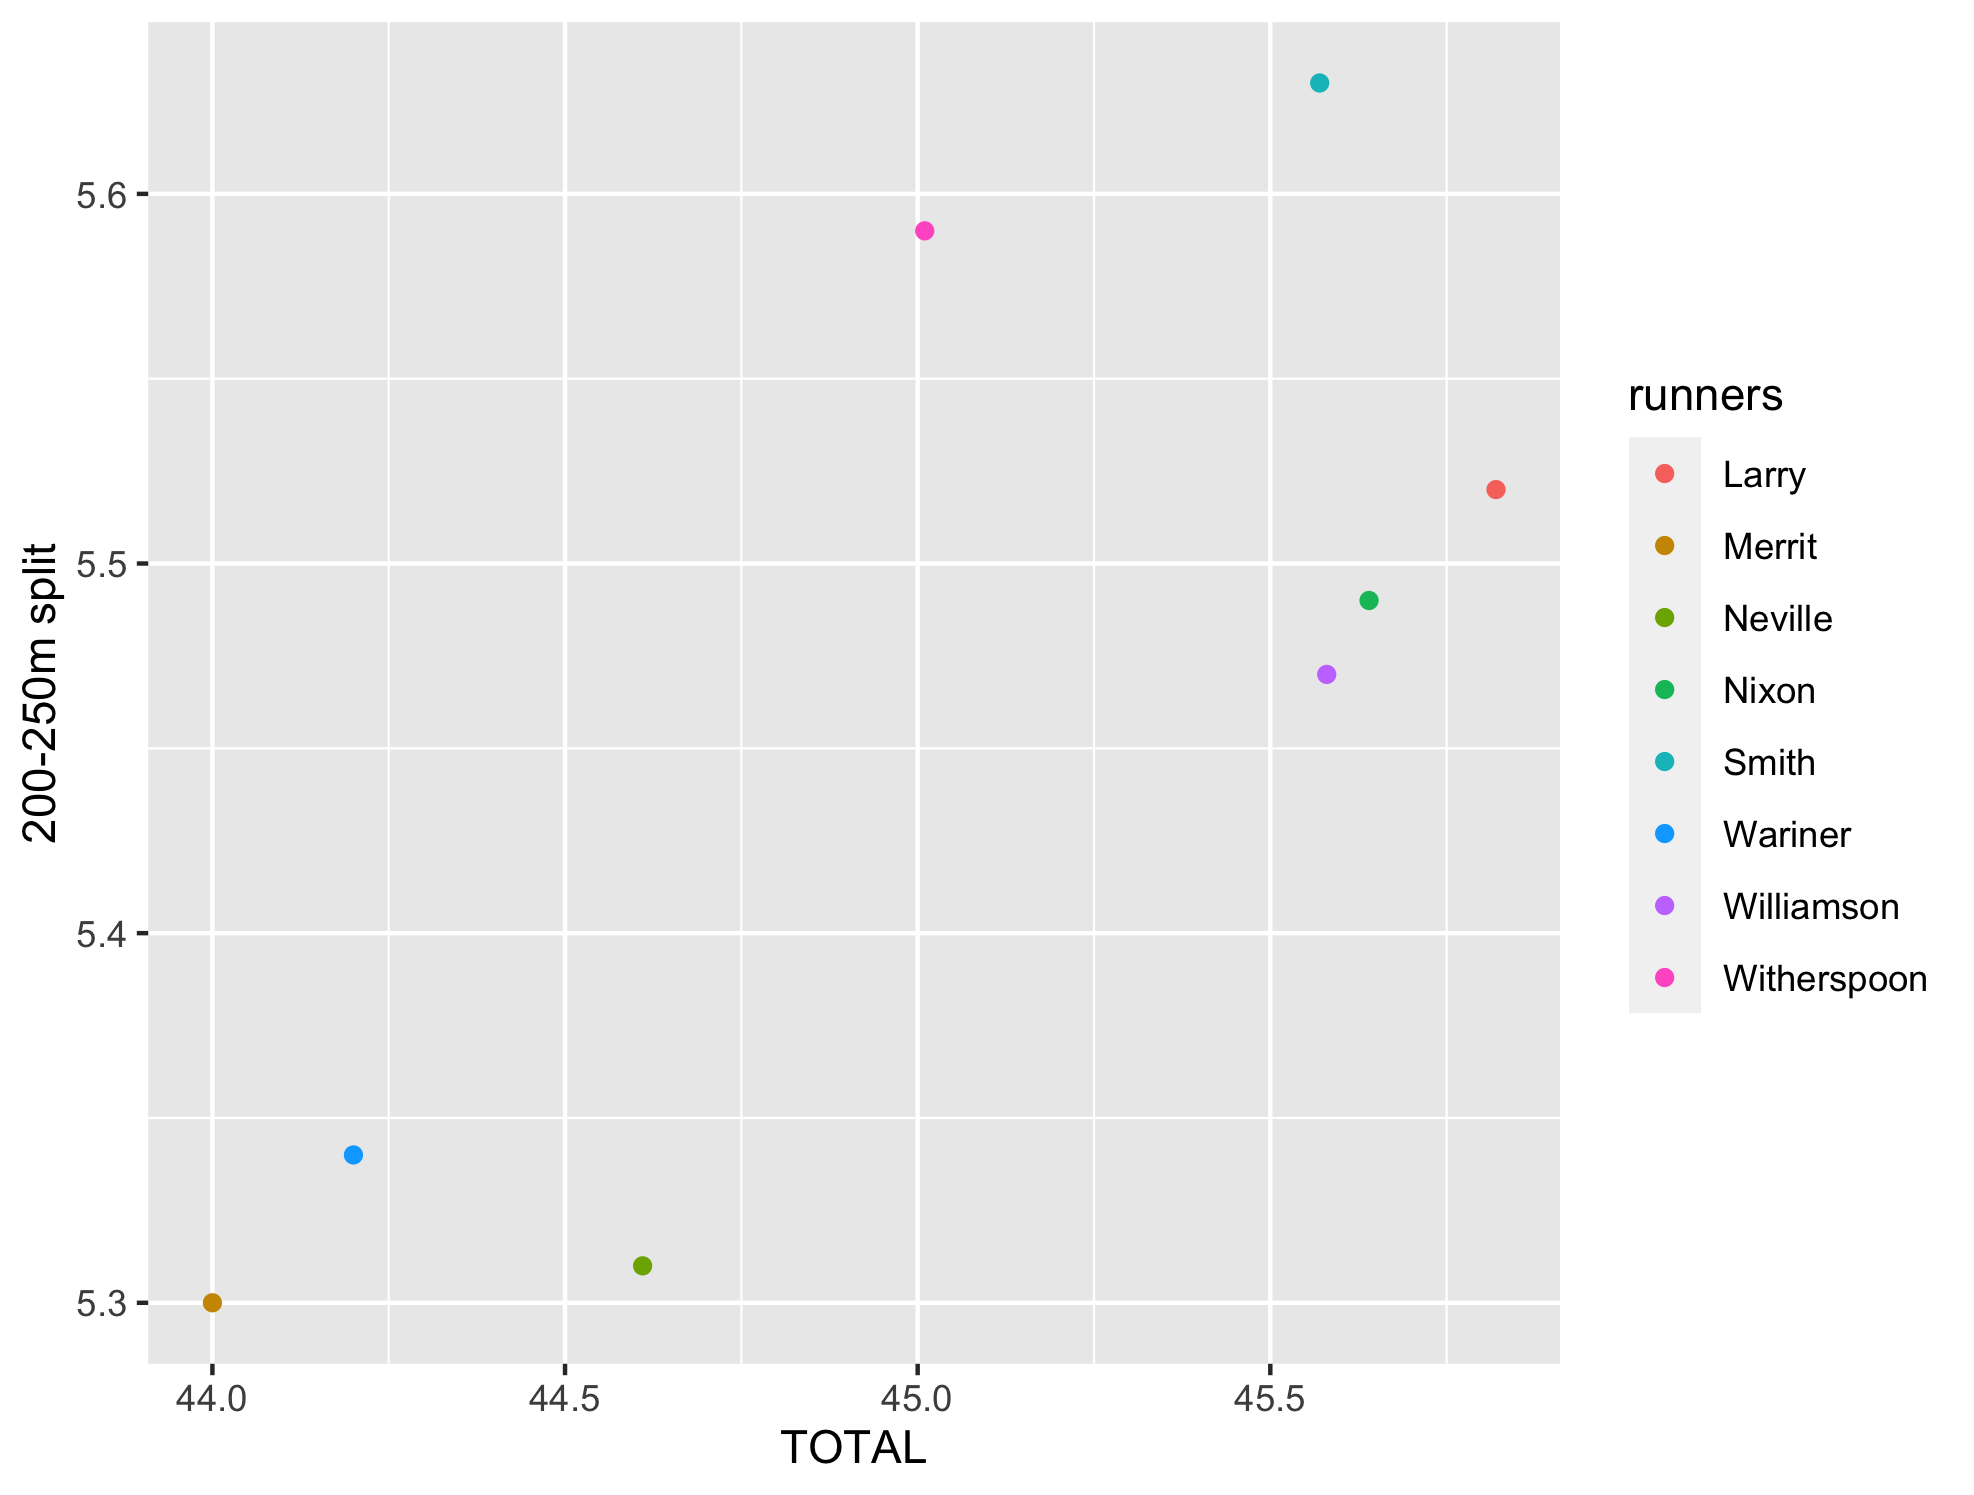 5.6
5.5
5.4
5.3
200-250m split
44.0
44.5
45.0
45.5
TOTAL
runners
Larry
Merrit
Neville
Nixon
Smith
Wariner
Williamson
Witherspoon